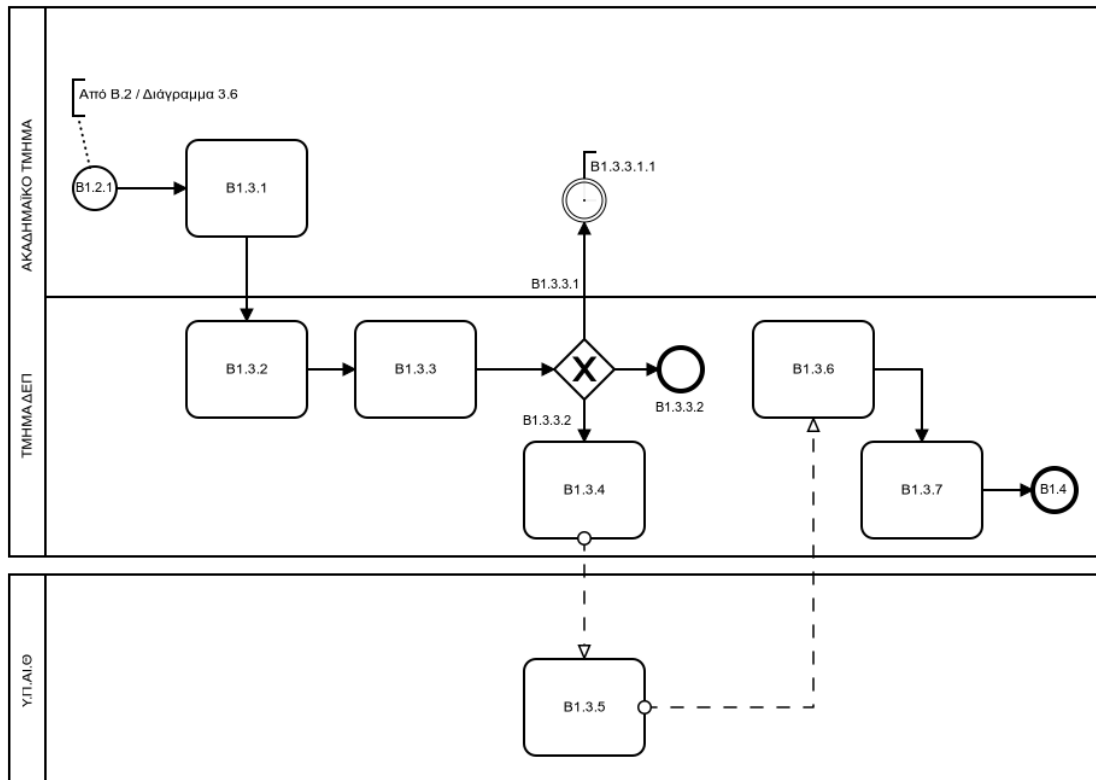 ΑΚΑΔΗΜΑΪΚΟ ΤΜΗΜΑ
Από Β.2 / Διάγραμμα 3.6
B1.2.1
B1.3.1
B1.3.3.1.1
B1.3.3.1
ΤΜΗΜΑ ΔΕΠ
B1.3.2
B1.3.3
X
B1.3.3.2
B1.3.6
B1.3.3.2
B1.3.4
B1.3.7
B1.4
Υ.Π.ΑΙ.Θ
B1.3.5